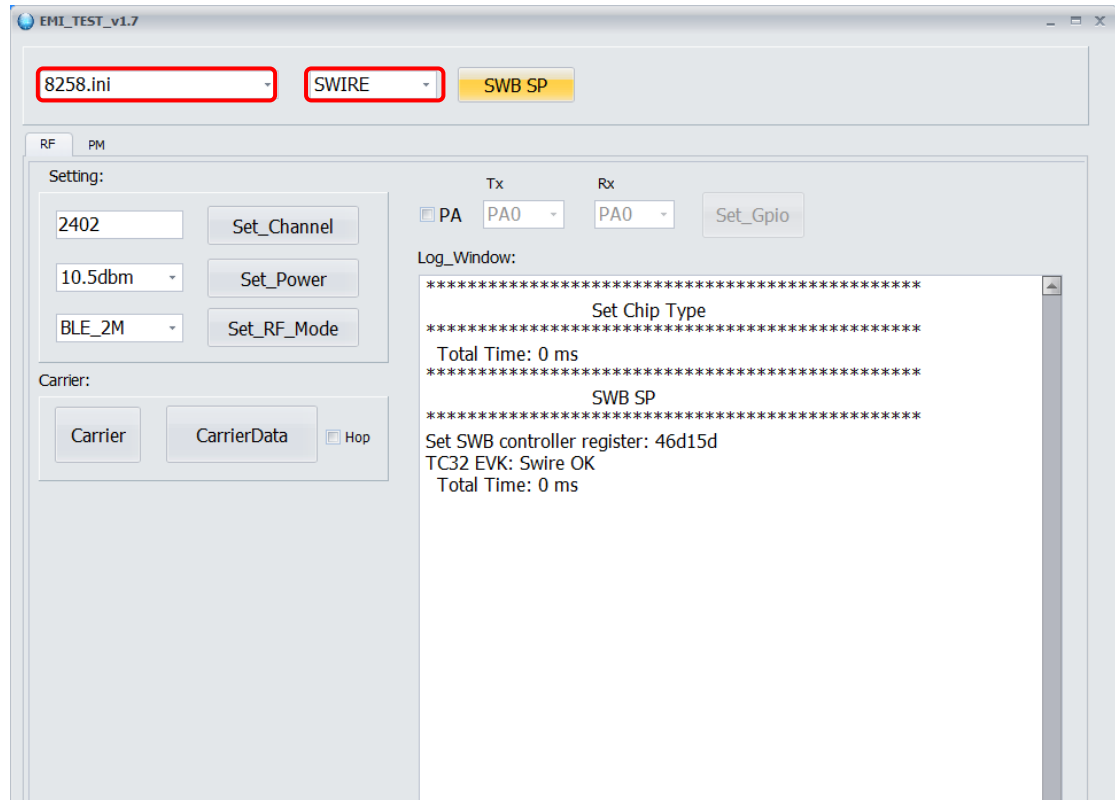 EMI_TEST_v1.7
8258.ini SWIRE SWB SP
RF PM
Setting:
2402 Set_Channel
10.5dbm Set_Power
BLE_2M Set_RF_Mode
Carrier:
Carrier CarrierData Hop
Tx Rx
PA PA0 PA0 Set_Gpio
Log_Window:
************************************************
Set Chip Type
************************************************
Total Time: 0 ms
************************************************
SWB SP
************************************************
Set SWB controller register: 46d15d
TC32 EVK: Swire OK
Total Time: 0 ms